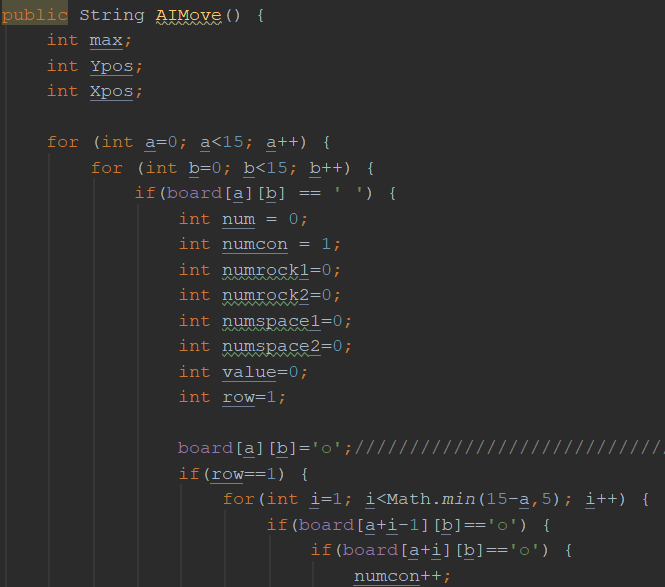 public String AIMove() {
int max;
int Ypos;
int Xpos;
for (int a=0; a<15; a++) {
for (int b=0; b<15; b++) {
if(board[a][b] == ' ') {
int num = 0;
int numcon = 1;
int numrock1=0;
int numrock2=0;
int numspace1=0;
int numspace2=0;
int value=0;
int row=1;
board[a][b]='o';/////////////////////////////
if(row==1) {
for(int i=1; i<Math.min(15-a,5); i++) {
if(board[a+i-1][b]=='o') {
if(board[a+i][b]=='o') {
numcon++;